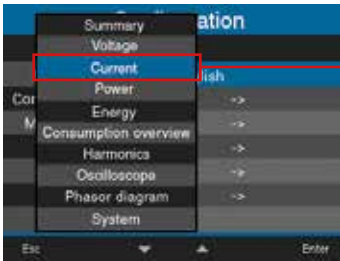 ation
Summary
Voltage
Current
lish
Power
Cor ->
Energy
M ->
Consumption overview
Harmonics ->
Oscilloscope ->
Phasor diagram ->
System
Esc Enter